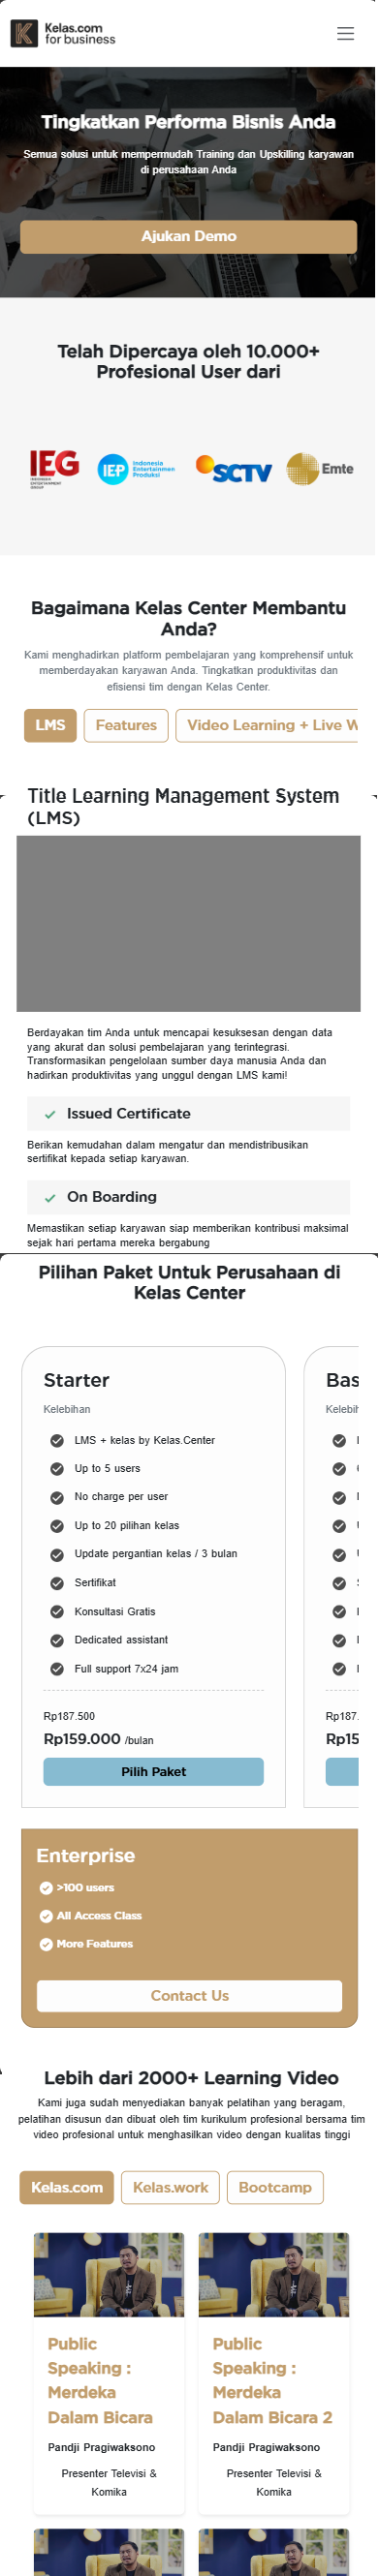 Kelas.com
for business
Tingkatkan Performa Bisnis Anda
Semua solusi untuk mempermudah Training dan Upskilling karyawan
di perusahaan Anda
Ajukan Demo
Telah Dipercaya oleh 10.000+
Profesional User dari
IEG
INDONESIA
ENTERTAINMENT
GROUP
IEP
Indonesia
Entertainmen
Produksi
SCTV
Emte
Bagaimana Kelas Center Membantu
Anda?
Kami menghadirkan platform pembelajaran yang komprehensif untuk
memberdayakan karyawan Anda. Tingkatkan produktivitas dan
efisiensi tim dengan Kelas Center.
LMS Features Video Learning + Live W
Title Learning Management System
(LMS)
Berdayakan tim Anda untuk mencapai kesuksesan dengan data
yang akurat dan solusi pembelajaran yang terintegrasi.
Transformasikan pengelolaan sumber daya manusia Anda dan
hadirkan produktivitas yang unggul dengan LMS kami!
Issued Certificate
Berikan kemudahan dalam mengatur dan mendistribusikan
sertifikat kepada setiap karyawan.
On Boarding
Memastikan setiap karyawan siap memberikan kontribusi maksimal
sejak hari pertama mereka bergabung
Pilihan Paket Untuk Perusahaan di
Kelas Center
Starter
Kelebihan
LMS + kelas by Kelas.Center
Up to 5 users
No charge per user
Up to 20 pilihan kelas
Update pergantian kelas / 3 bulan
Sertifikat
Konsultasi Gratis
Dedicated assistant
Full support 7x24 jam
Rp187.500
Rp159.000 /bulan
Pilih Paket
Bas
Kelebih
Rp187.
Rp15
Enterprise
>100 users
All Access Class
More Features
Contact Us
Lebih dari 2000+ Learning Video
Kami juga sudah menyediakan banyak pelatihan yang beragam,
pelatihan disusun dan dibuat oleh tim kurikulum profesional bersama tim
video profesional untuk menghasilkan video dengan kualitas tinggi
Kelas.com Kelas.work Bootcamp
Public
Speaking :
Merdeka
Dalam Bicara
Pandji Pragiwaksono
Presenter Televisi &
Komika
Public
Speaking :
Merdeka
Dalam Bicara 2
Pandji Pragiwaksono
Presenter Televisi &
Komika